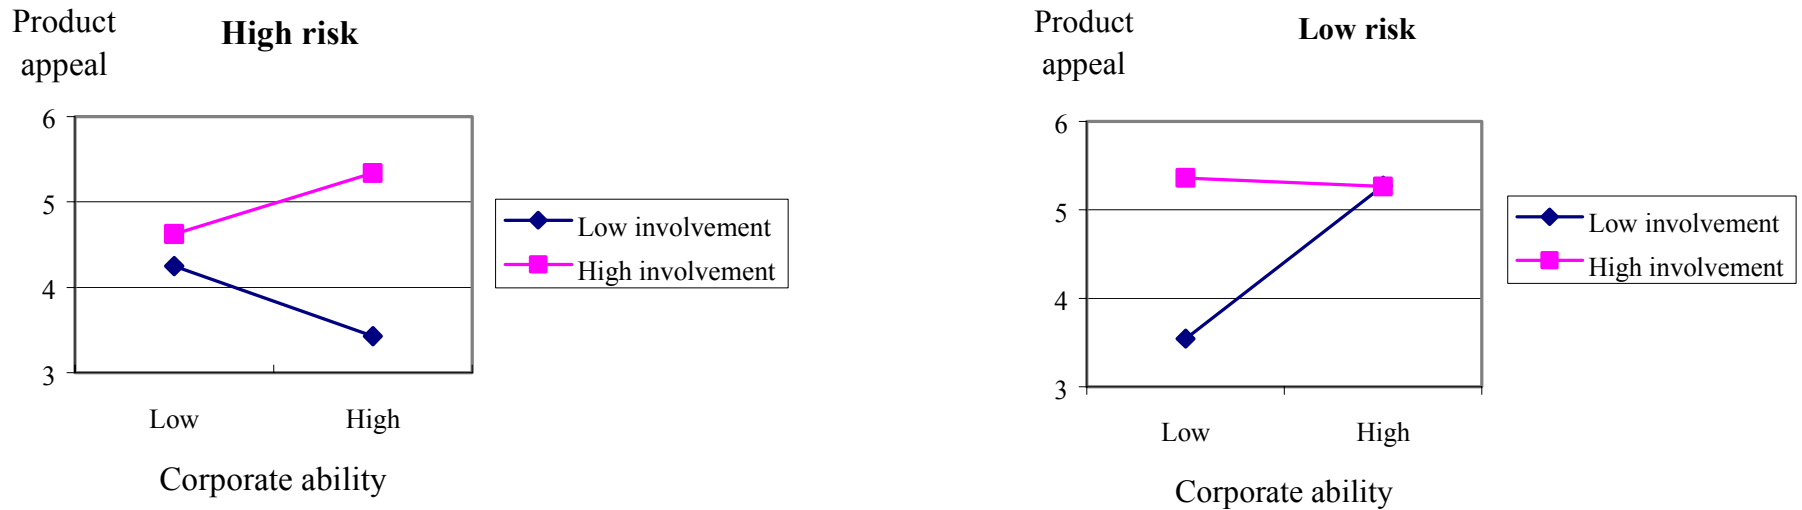 Product
appeal
High risk
6
5
4
3
Low
High
Corporate ability
Low involvement
High involvement
Product
appeal
Low risk
6
5
4
3
Low
High
Corporate ability
Low involvement
High involvement